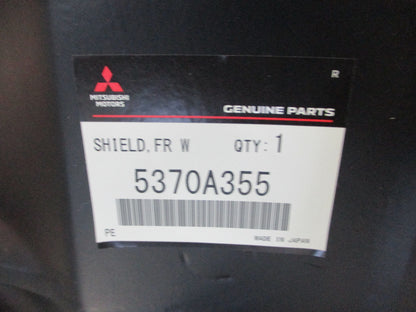 R
MITSUBISHI
MOTORS
GENUINE PARTS
SHIELD, FR W QTY: 1
5370A355
PE MADE IN JAPAN